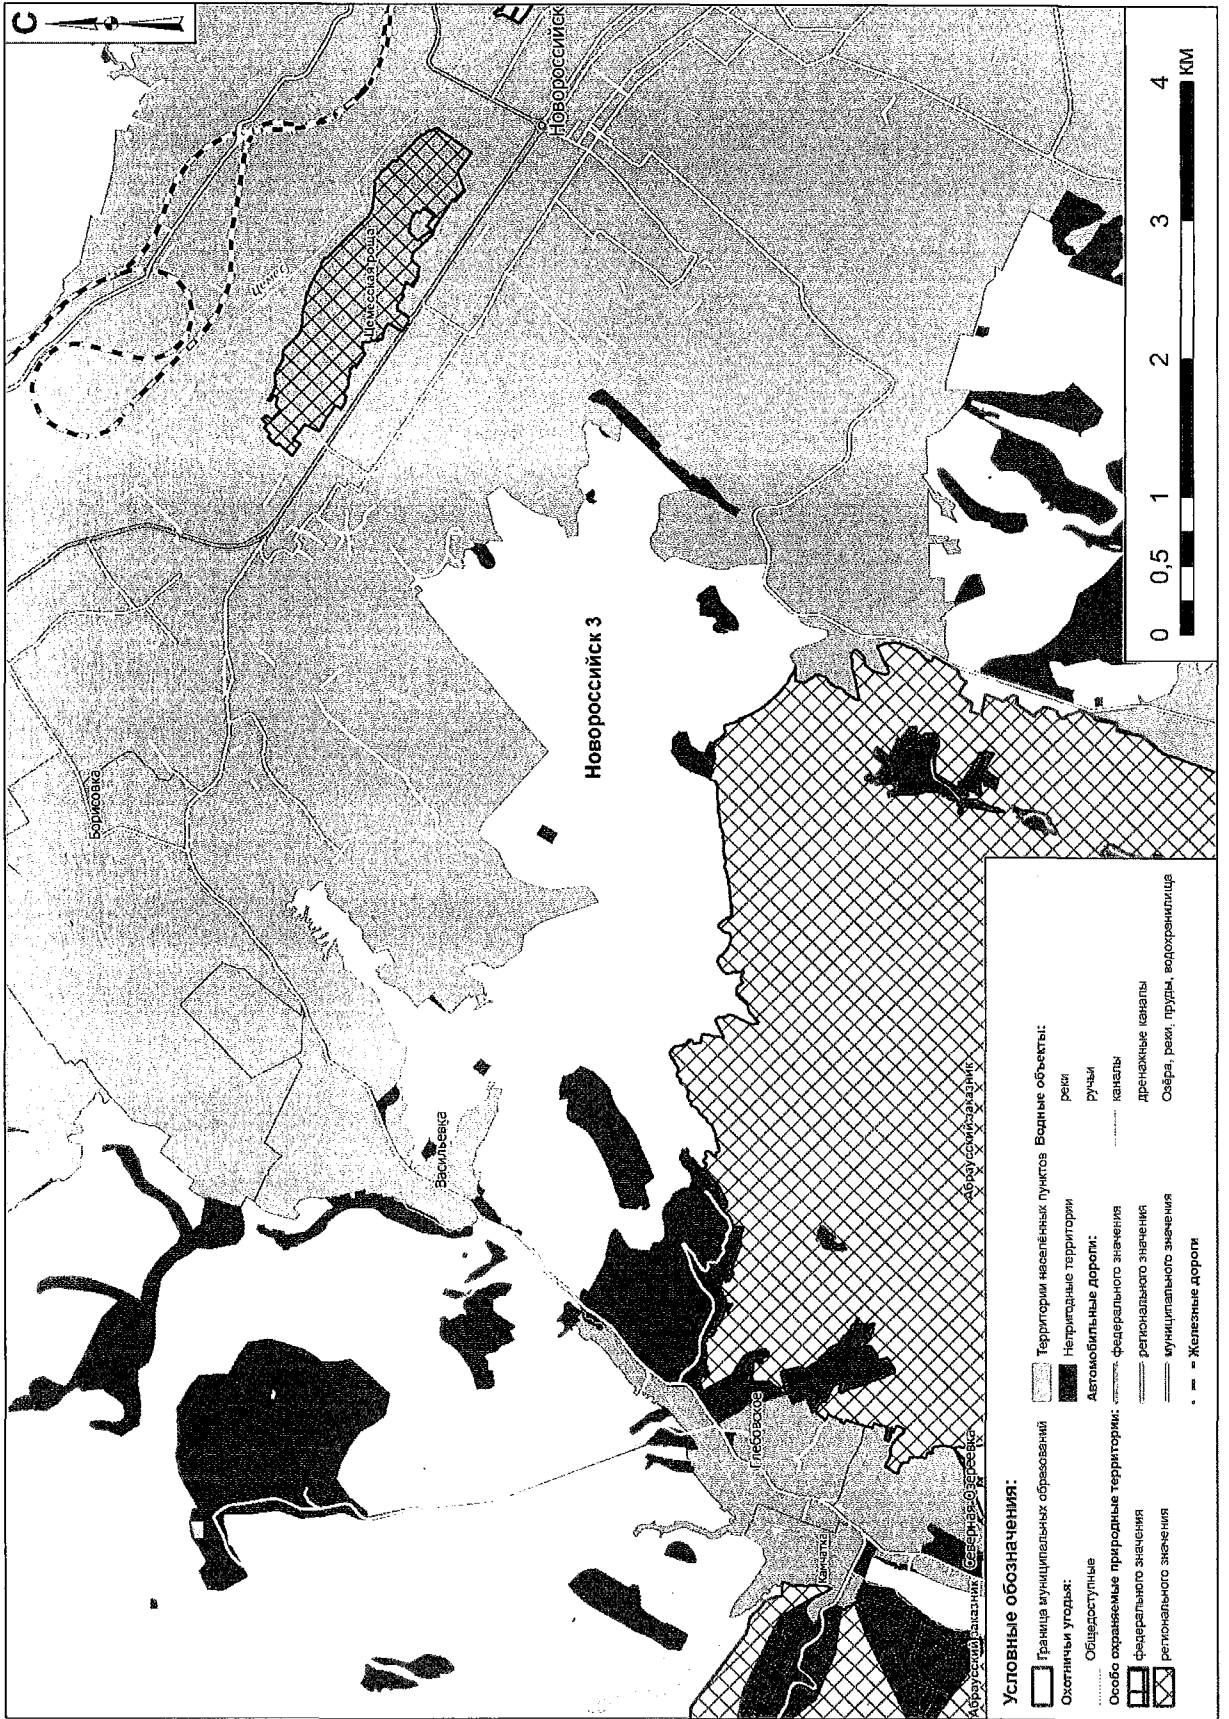 С
Новороссийск
Цемес
Цемесская роща
Борисовка
Новороссийск 3
Васильевка
Абраусский заказник
Глебовское
Камчатка
Северная Озереевка
Абраусский заказник
0 0,5 1 2 3 4
КМ
Условные обозначения:
Граница муниципальных образований
Охотничьи угодья:
Общедоступные
Особо охраняемые природные территории:
федерального значения
регионального значения
Территории населённых пунктов
Непригодные территории
Автомобильные дороги:
федерального значения
регионального значения
муниципального значения
Железные дороги
Водные объекты:
реки
ручьи
каналы
дренажные каналы
Озёра, реки, пруды, водохранилища